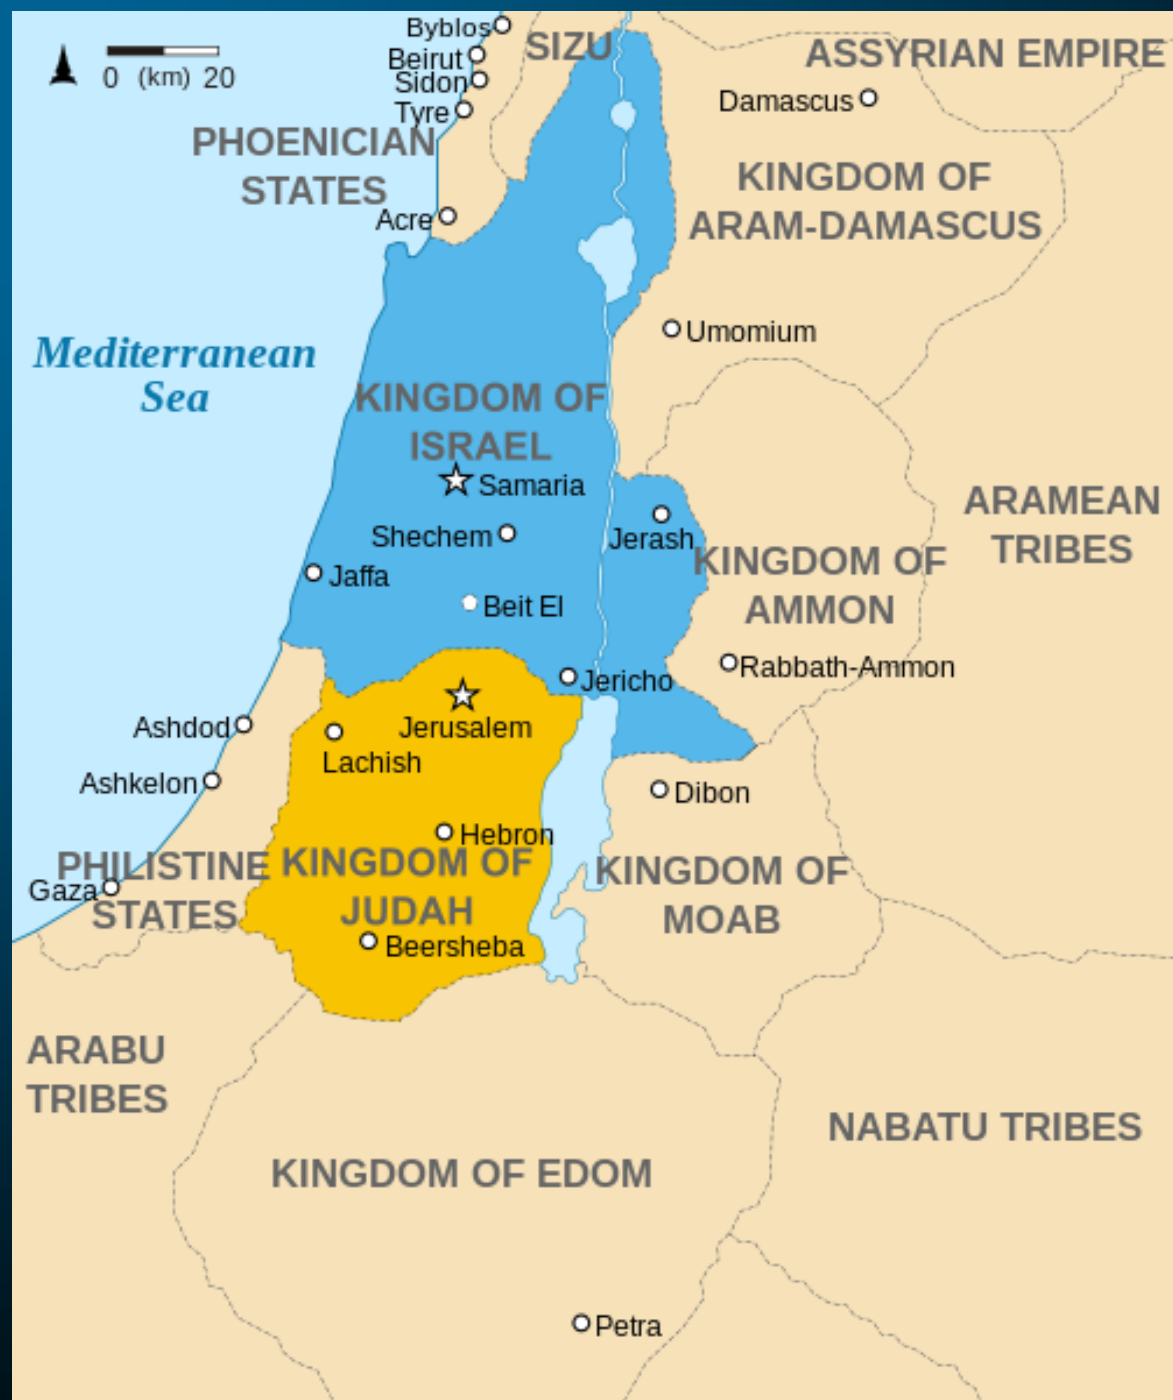 Byblos
Beirut
Sidon
Tyre
0 (km) 20
SIZU
ASSYRIAN EMPIRE
Damascus
PHOENICIAN
STATES
KINGDOM OF
ARAM-DAMASCUS
Acre
Umomium
Mediterranean
Sea
KINGDOM OF
ISRAEL
Samaria
Shechem
Jerash
ARAMEAN
TRIBES
Jaffa
KINGDOM OF
AMMON
Beit El
Jericho
Rabbath-Ammon
Ashdod
Jerusalem
Lachish
Ashkelon
Dibon
Hebron
PHILISTINE
STATES
Gaza
KINGDOM OF
JUDAH
KINGDOM OF
MOAB
Beersheba
ARABU
TRIBES
NABATU TRIBES
KINGDOM OF EDOM
Petra